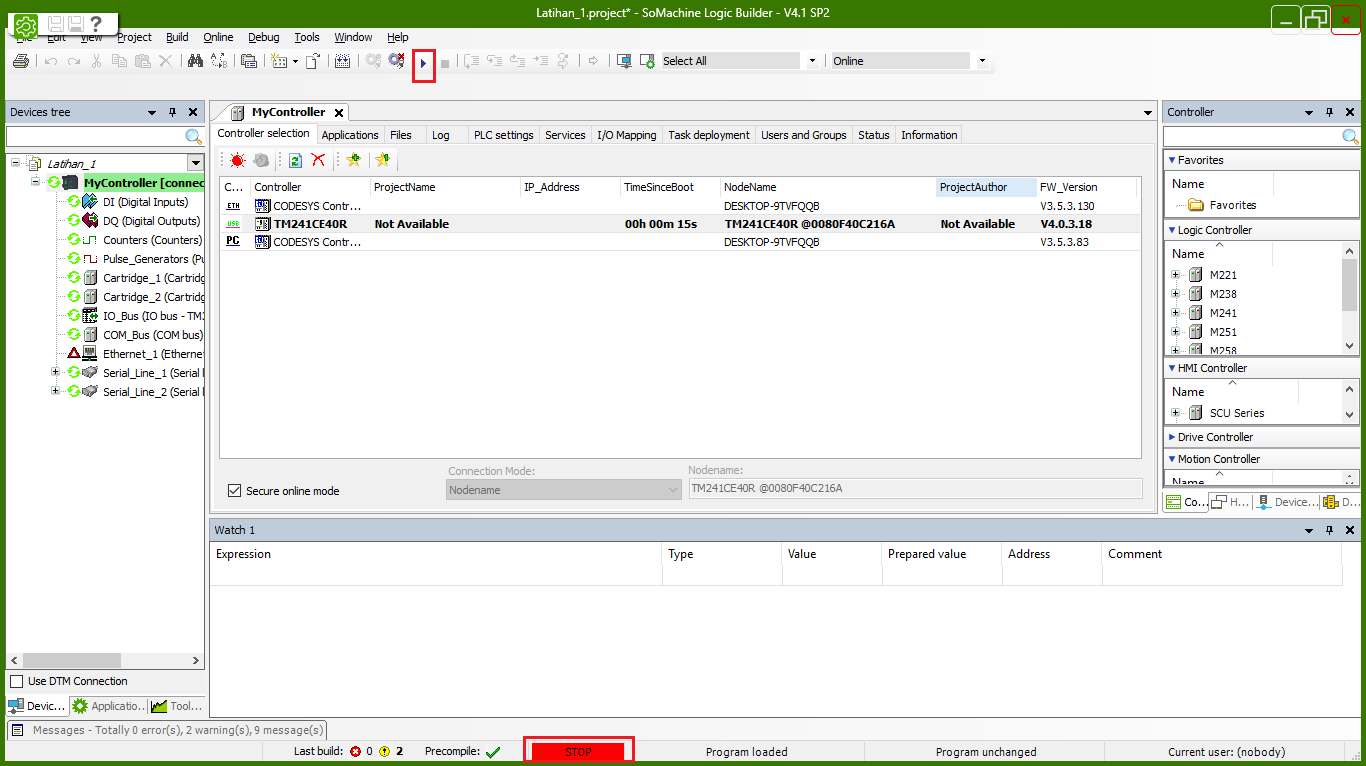 Latihan_1.project* - SoMachine Logic Builder - V4.1 SP2
?
Edit View Project Build Online Debug Tools Window Help
Select All Online
Devices tree
Latihan_1
MyController [connec
DI (Digital Inputs)
DQ (Digital Outputs)
Counters (Counters)
Pulse_Generators (Pu
Cartridge_1 (Cartridg
Cartridge_2 (Cartridg
IO_Bus (IO bus - TM3
COM_Bus (COM bus)
Ethernet_1 (Etherne
Serial_Line_1 (Serial l
Serial_Line_2 (Serial l
Use DTM Connection
Devic... Applicatio... Tool...
MyController
Controller selection Applications Files Log PLC settings Services I/O Mapping Task deployment Users and Groups Status Information
C... Controller ProjectName IP_Address TimeSinceBoot NodeName ProjectAuthor FW_Version
ETH CODESYS Contr... DESKTOP-9TVFQQB V3.5.3.130
USB TM241CE40R Not Available 00h 00m 15s TM241CE40R @0080F40C216A Not Available V4.0.3.18
PC CODESYS Contr... DESKTOP-9TVFQQB V3.5.3.83
Connection Mode: Nodename:
Secure online mode Nodename TM241CE40R @0080F40C216A
Controller
Favorites
Name
Favorites
Logic Controller
Name
M221
M238
M241
M251
M258
HMI Controller
Name
SCU Series
Drive Controller
Motion Controller
Name
Co... H... Device... D...
Watch 1
Expression Type Value Prepared value Address Comment
Messages - Totally 0 error(s), 2 warning(s), 9 message(s)
Last build: 0 2 Precompile: STOP Program loaded Program unchanged Current user: (nobody)